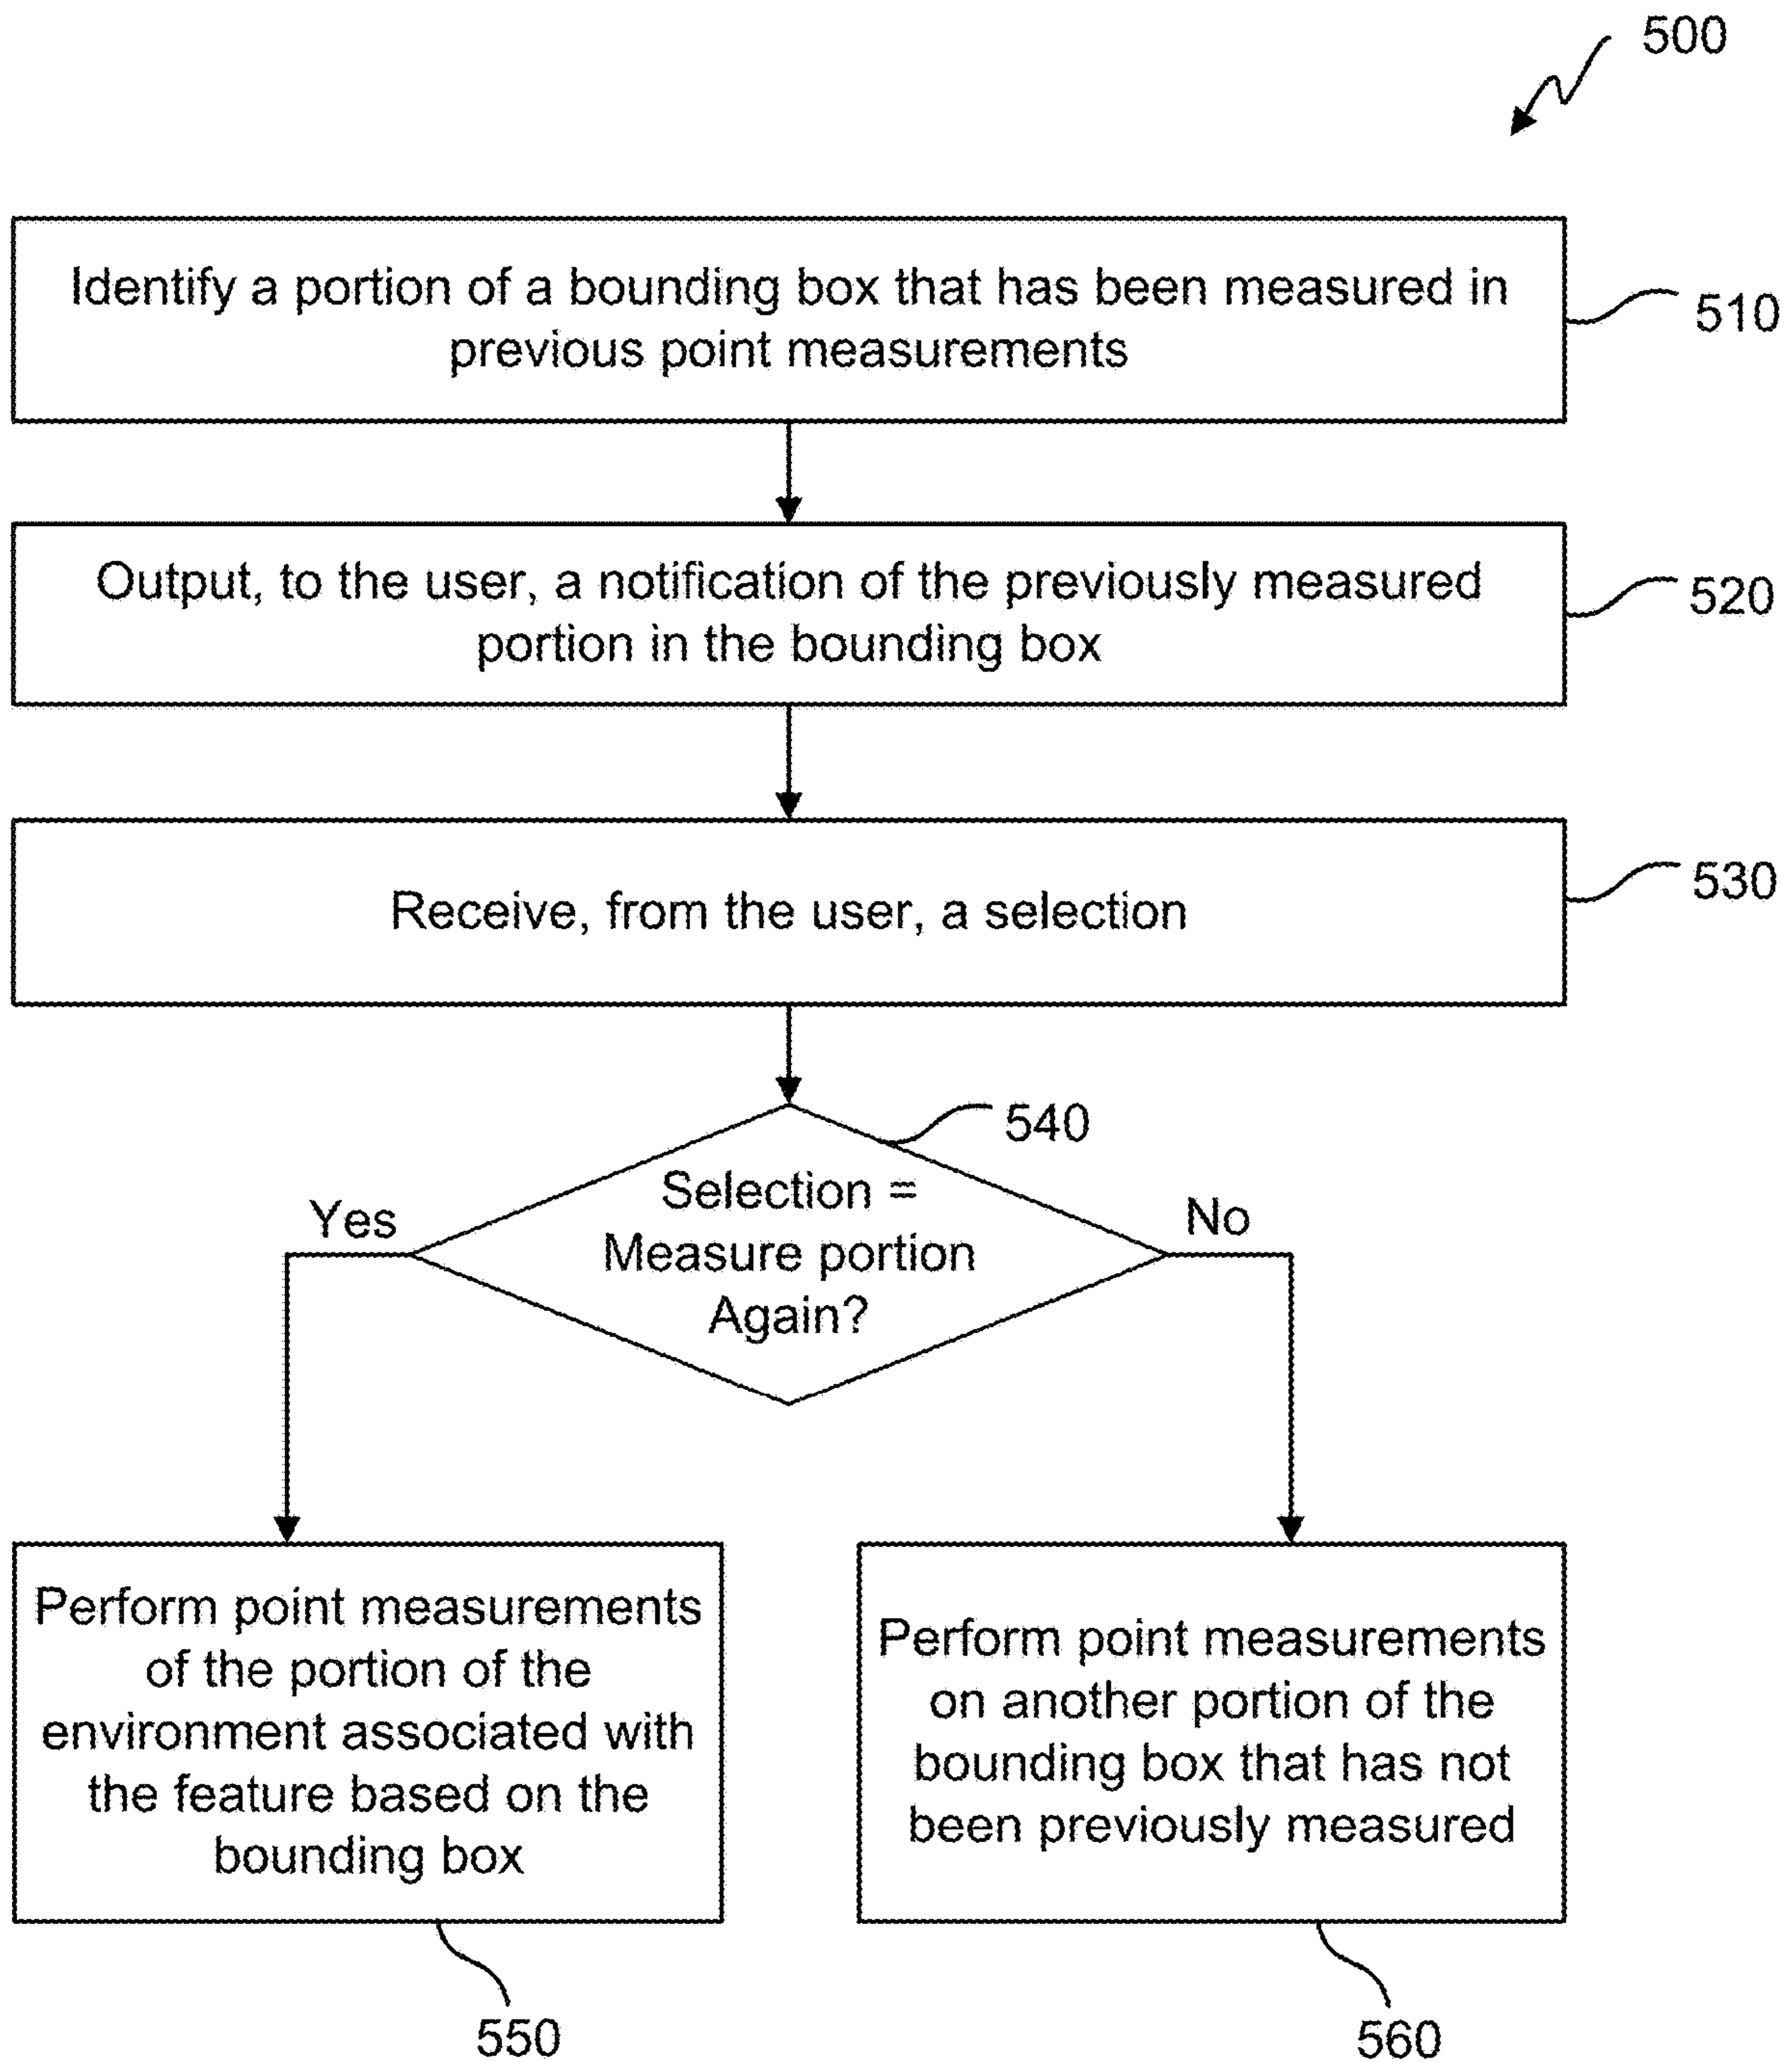 500
Identify a portion of a bounding box that has been measured in
previous point measurements
510
Output, to the user, a notification of the previously measured
portion in the bounding box
520
Receive, from the user, a selection
530
540
Selection =
Measure portion
Again?
Yes
No
Perform point measurements
of the portion of the
environment associated with
the feature based on the
bounding box
550
Perform point measurements
on another portion of the
bounding box that has not
been previously measured
560